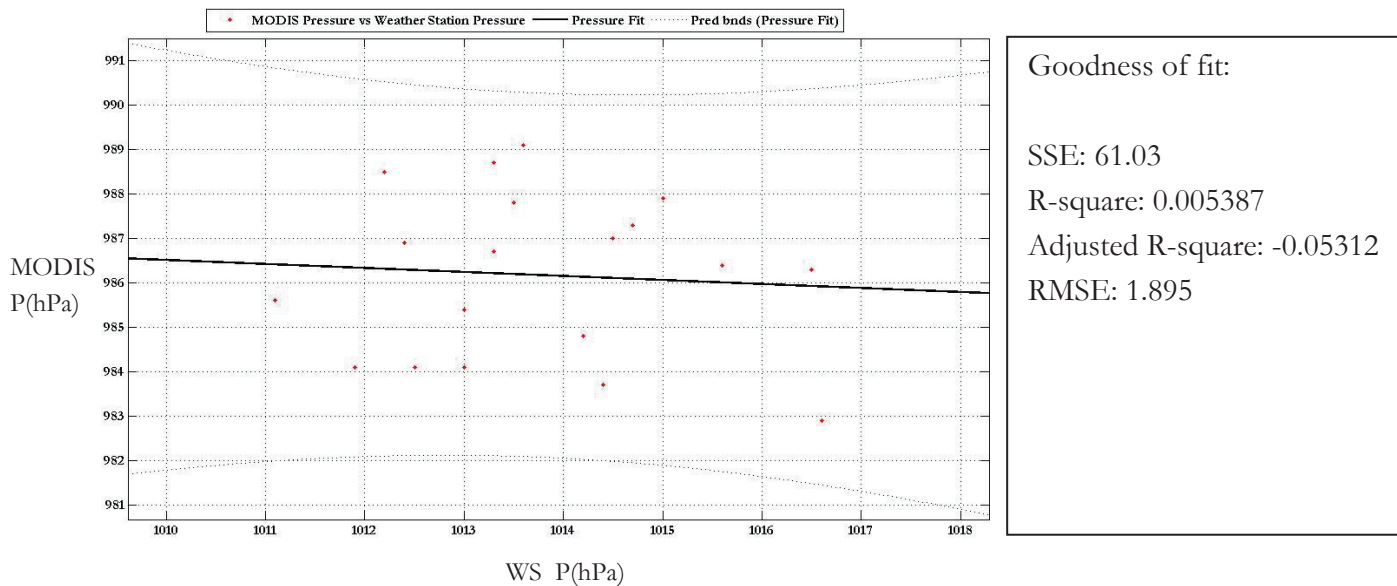 MODIS Pressure vs Weather Station Pressure Pressure Fit Pred bnds (Pressure Fit)
991
990
989
988
987
986
985
984
983
982
981
MODIS
P(hPa)
1010 1011 1012 1013 1014 1015 1016 1017 1018
WS P(hPa)
Goodness of fit:
SSE: 61.03
R-square: 0.005387
Adjusted R-square: -0.05312
RMSE: 1.895